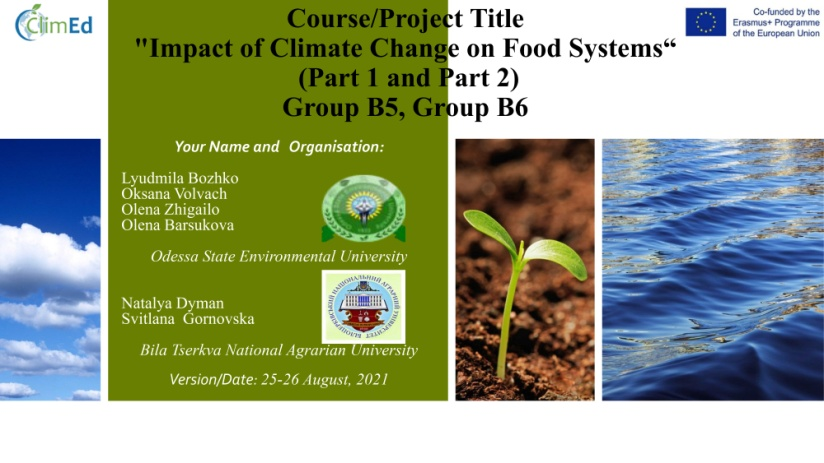 ClimEd
Course/Project Title
"Impact of Climate Change on Food Systems“
(Part 1 and Part 2)
Group B5, Group B6
Co-funded by the
Erasmus+ Programme
of the European Union
Your Name and Organisation:
Lyudmila Bozhko
Oksana Volvach
Olena Zhigailo
Olena Barsukova
Odessa State Environmental University
Natalya Dyman
Svitlana Gornovska
Bila Tserkva National Agrarian University
Version/Date: 25-26 August, 2021